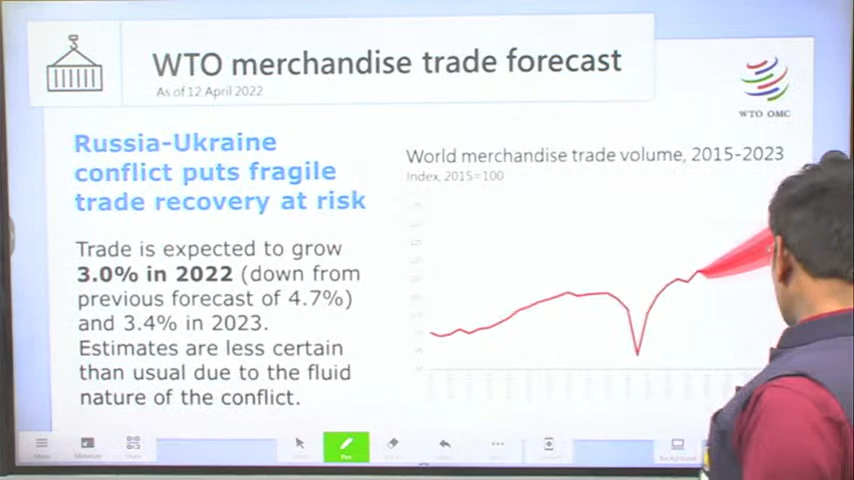 WTO merchandise trade forecast
As of 12 April 2022
WTO OMC
Russia-Ukraine
conflict puts fragile
trade recovery at risk
Trade is expected to grow
3.0% in 2022 (down from
previous forecast of 4.7%)
and 3.4% in 2023.
Estimates are less certain
than usual due to the fluid
nature of the conflict.
World merchandise trade volume, 2015-2023
Index, 2015=100
Pen
Background